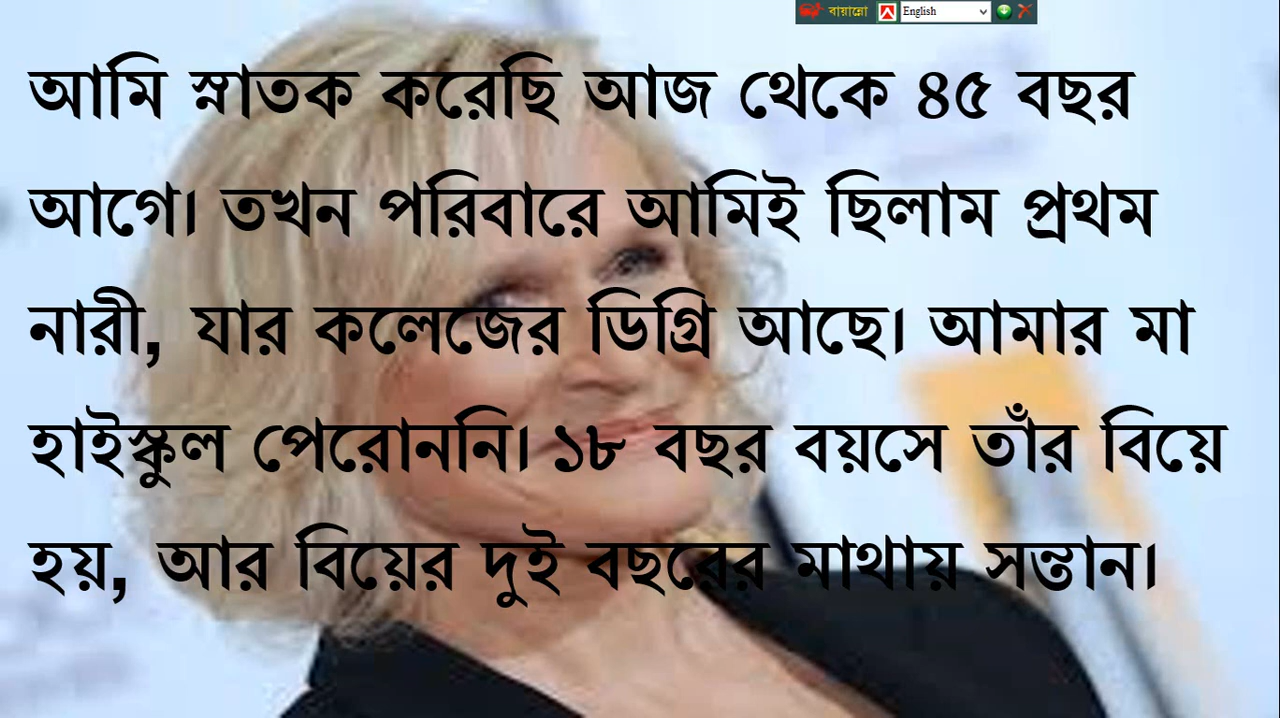 বায়ান্নো English
আমি স্নাতক করেছি আজ থেকে ৪৫ বছর
আগে। তখন পরিবারে আমিই ছিলাম প্রথম
নারী, যার কলেজের ডিগ্রি আছে। আমার মা
হাইস্কুল পেরোননি। ১৮ বছর বয়সে তাঁর বিয়ে
হয়, আর বিয়ের দুই বছরের মাথায় সন্তান।